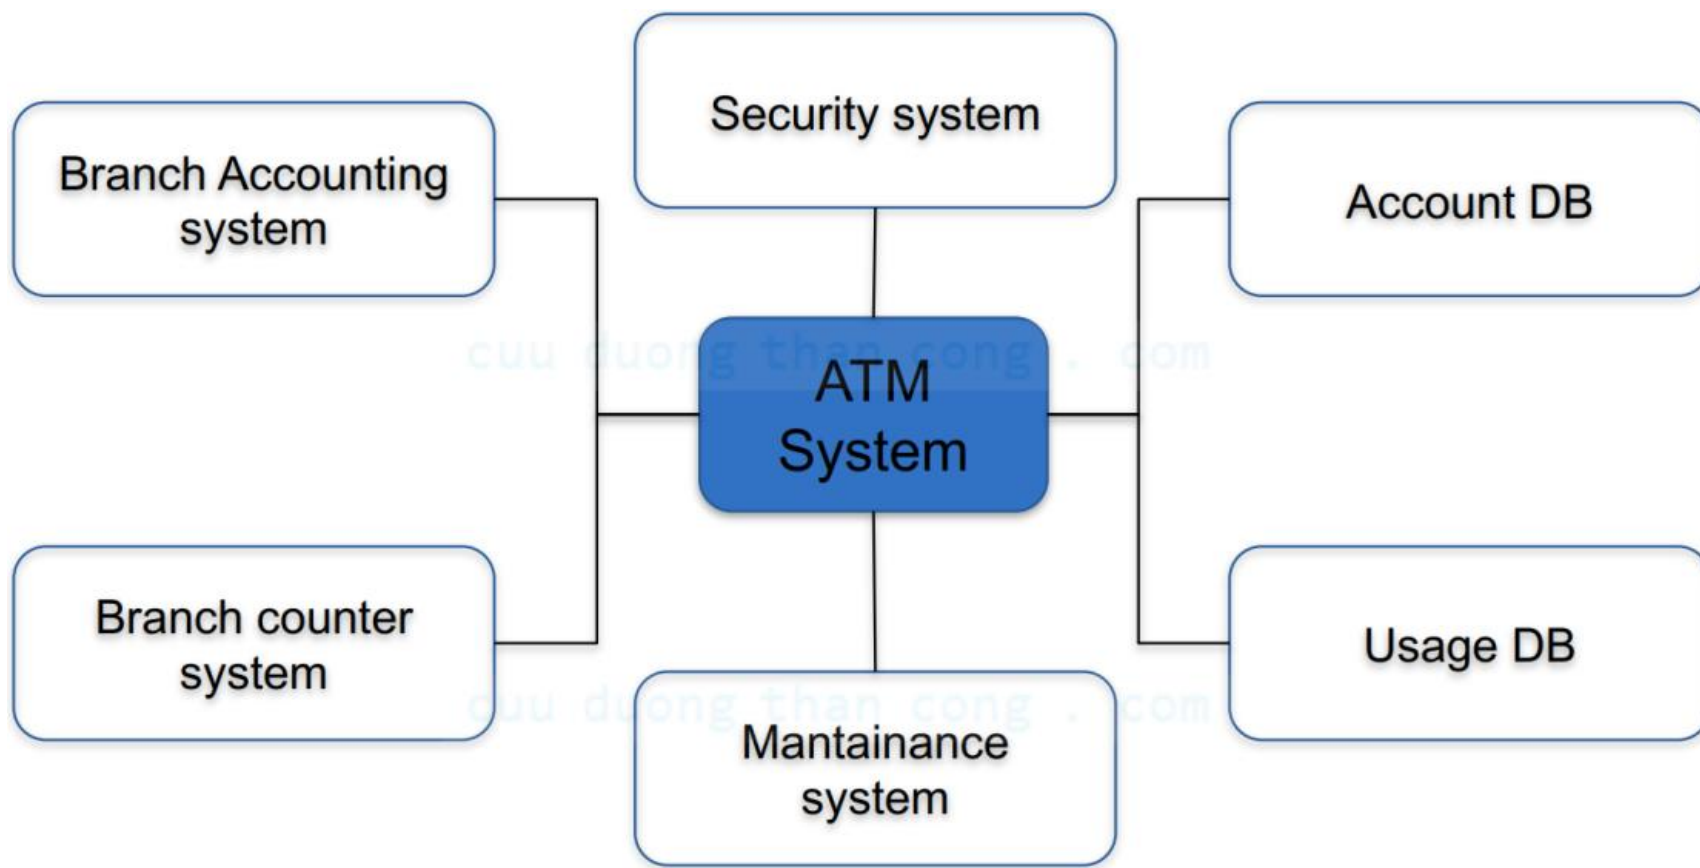 Security system
Branch Accounting
system
Account DB
cuu duong than cong . com
ATM
System
Branch counter
system
Usage DB
cuu duong than cong . com
Mantainance
system